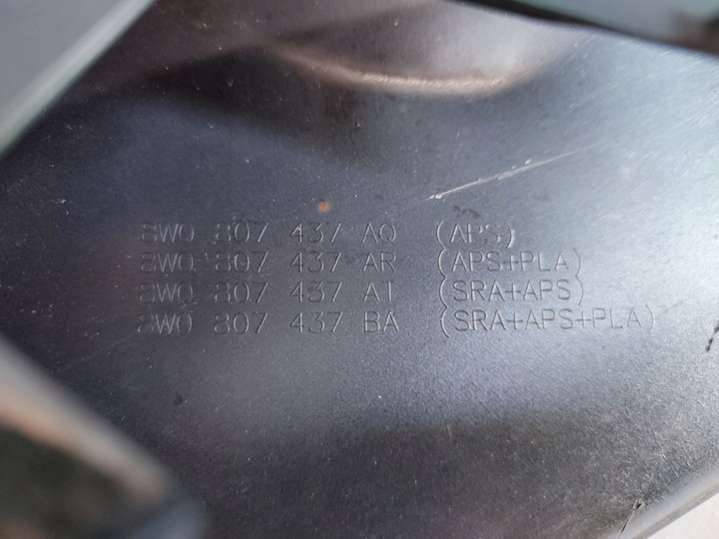 8W0 807 437 AQ (APS)
8W0 807 437 AR (APS+PLA)
8W0 807 437 AT (SRA+APS)
8W0 807 437 BA (SRA+APS+PLA)